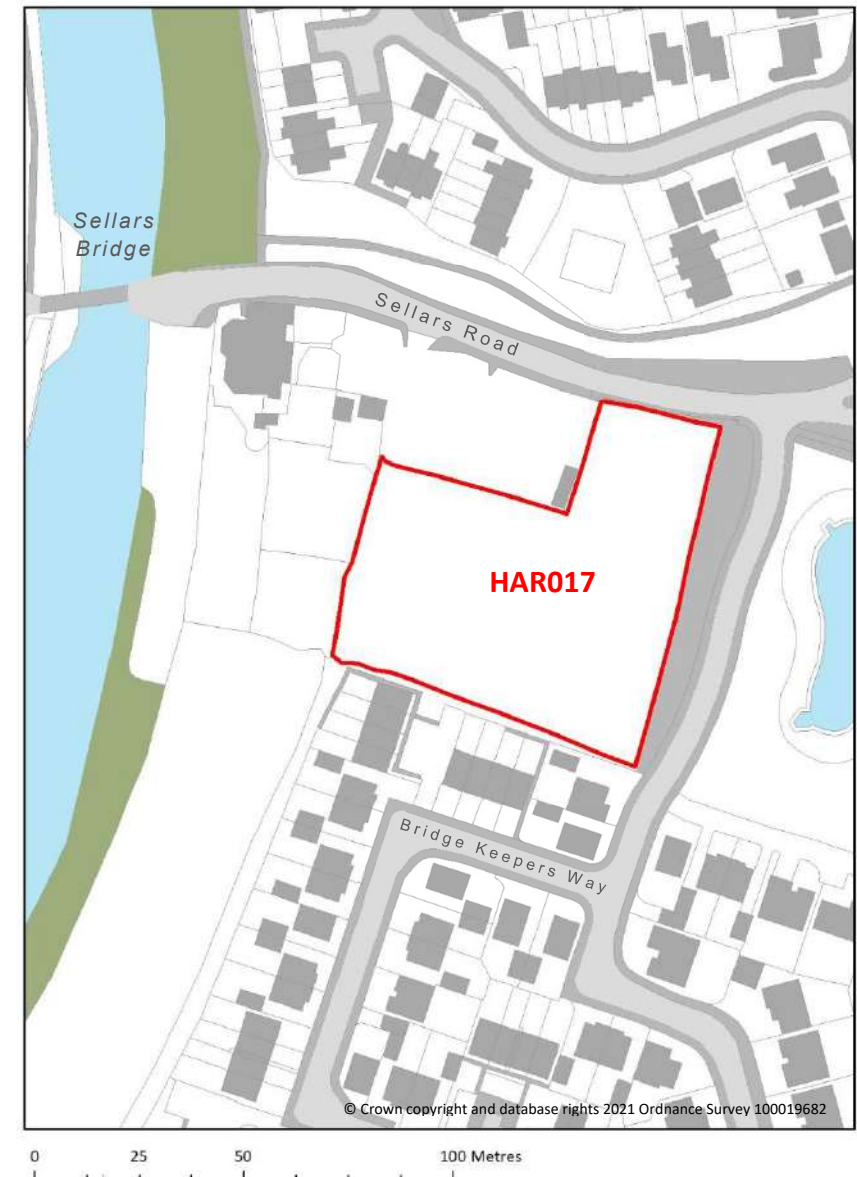 Sellars
Bridge
Sellars Road
HAR017
Bridge Keepers Way
© Crown copyright and database rights 2021 Ordnance Survey 100019682
0 25 50 100 Metres